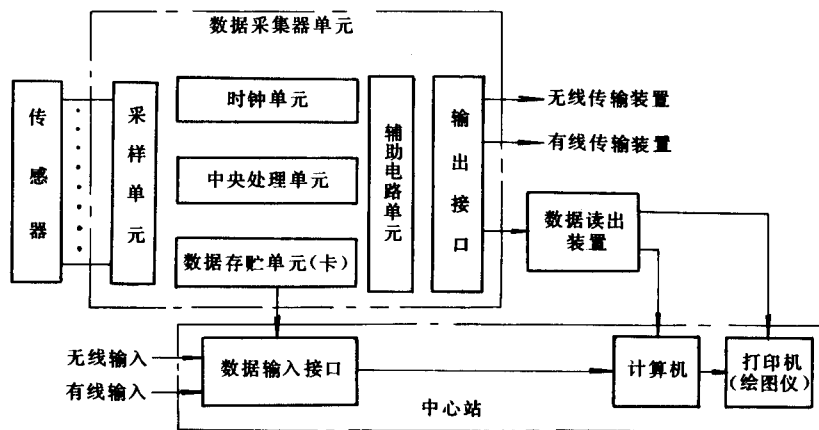 数据采集器单元
传感器
采样单元
时钟单元
中央处理单元
数据存贮单元(卡)
辅助电路单元
输出接口
无线传输装置
有线传输装置
数据读出
装置
无线输入
有线输入
数据输入接口
计算机
打印机
(绘图仪)
中心站